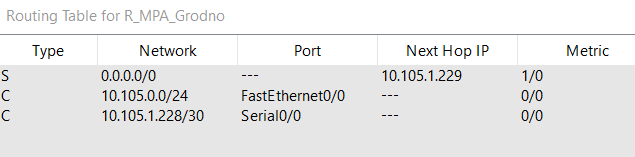 Routing Table for R_MPA_Grodno
Type Network Port Next Hop IP Metric
S 0.0.0.0/0 --- 10.105.1.229 1/0
C 10.105.0.0/24 FastEthernet0/0 --- 0/0
C 10.105.1.228/30 Serial0/0 --- 0/0